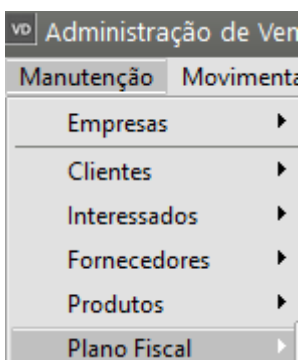 VD Administração de Ven
Manutenção Movimenta
Empresas
Clientes
Interessados
Fornecedores
Produtos
Plano Fiscal